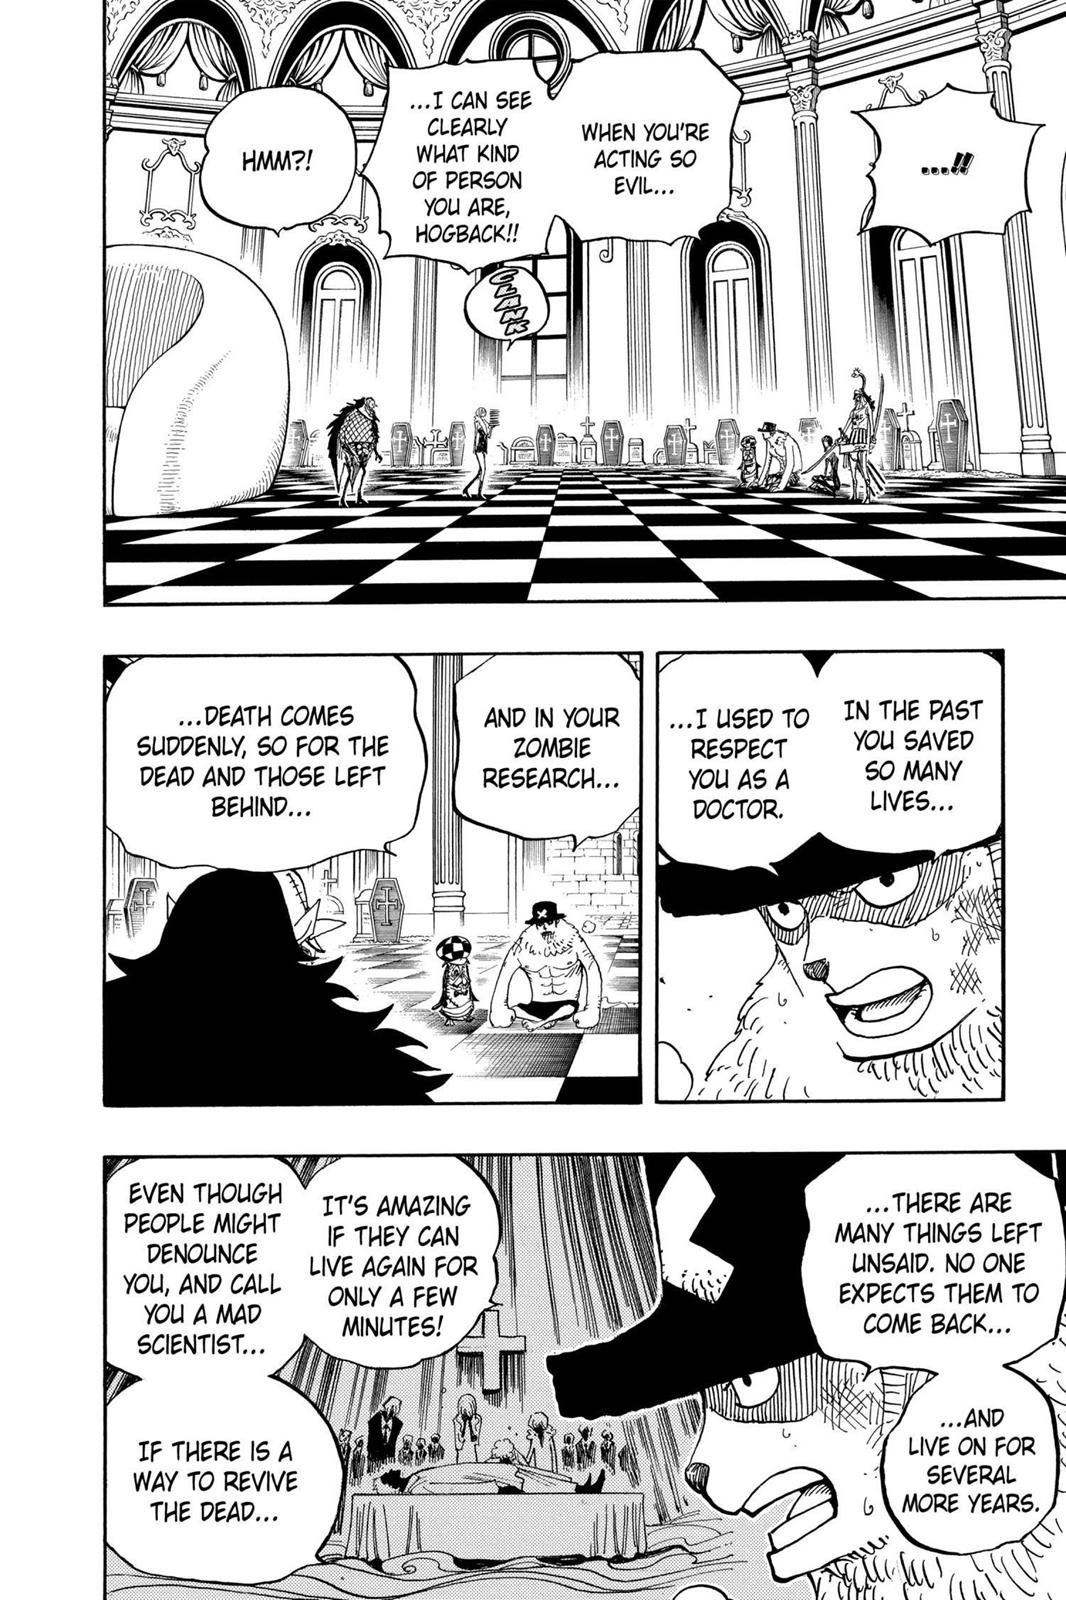 ...!!
WHEN YOU'RE
ACTING SO
EVIL...
...I CAN SEE
CLEARLY
WHAT KIND
OF PERSON
YOU ARE,
HOGBACK!!
CLANK
HMM?!
IN THE PAST
YOU SAVED
SO MANY
LIVES...
...I USED TO
RESPECT
YOU AS A
DOCTOR.
AND IN YOUR
ZOMBIE
RESEARCH...
...DEATH COMES
SUDDENLY, SO FOR THE
DEAD AND THOSE LEFT
BEHIND...
...THERE ARE
MANY THINGS LEFT
UNSAID. NO ONE
EXPECTS THEM TO
COME BACK...
...AND
LIVE ON FOR
SEVERAL
MORE YEARS.
IT'S AMAZING
IF THEY CAN
LIVE AGAIN FOR
ONLY A FEW
MINUTES!
EVEN THOUGH
PEOPLE MIGHT
DENOUNCE
YOU, AND CALL
YOU A MAD
SCIENTIST...
IF THERE IS A
WAY TO REVIVE
THE DEAD...